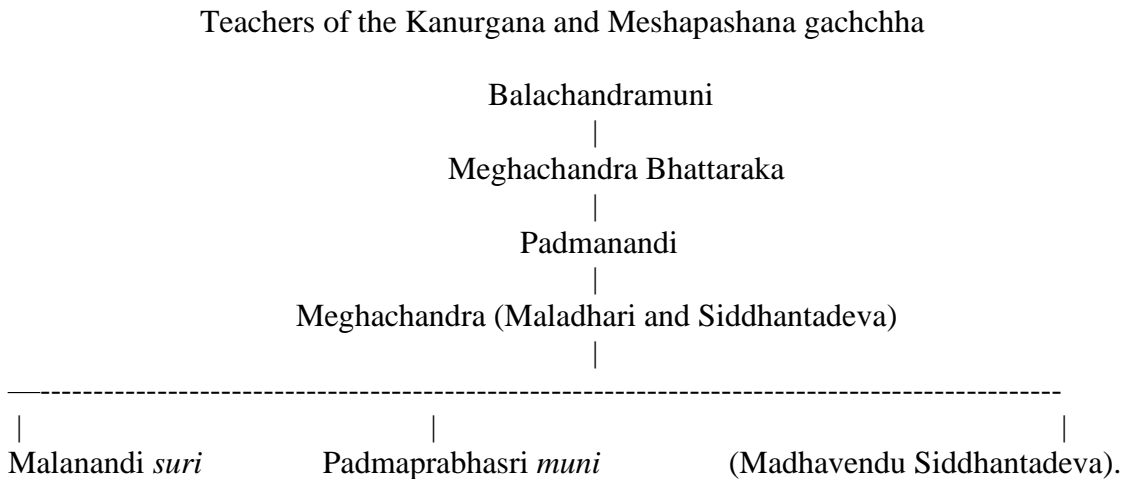 Teachers of the Kanurgana and Meshapashana gachchha
Balachandramuni
|
Meghachandra Bhattaraka
|
Padmanandi
|
Meghachandra (Maladhari and Siddhantadeva)
|
—-------------------------------------------------------------------------------------------------
| | |
Malanandi suri Padmaprabhasri muni (Madhavendu Siddhantadeva).